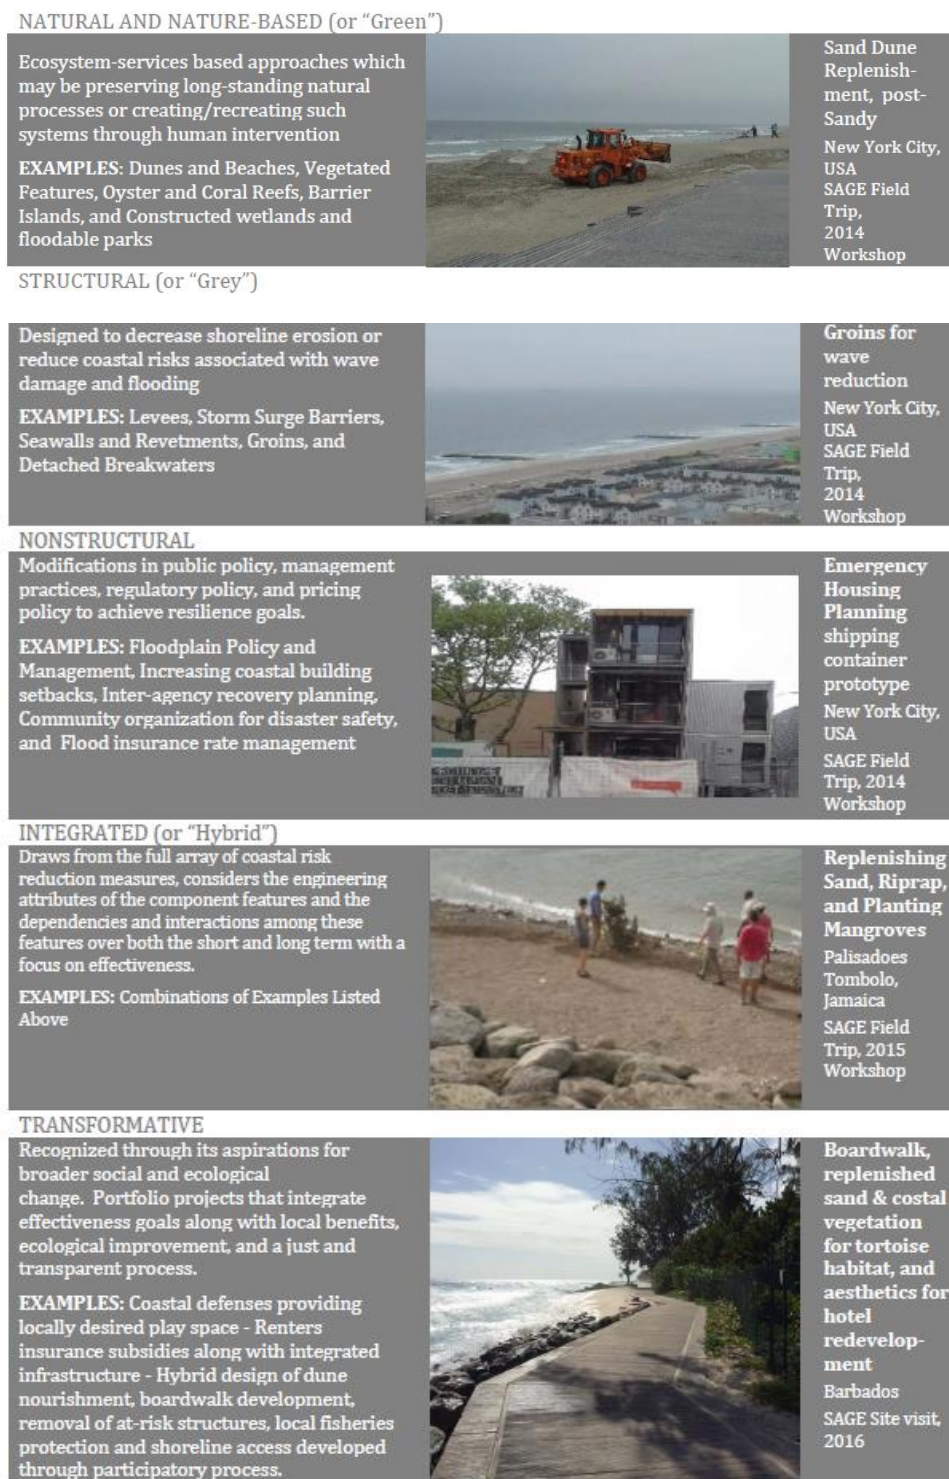 NATURAL AND NATURE-BASED (or “Green”)
Ecosystem-services based approaches which
may be preserving long-standing natural
processes or creating/recreating such
systems through human intervention
EXAMPLES: Dunes and Beaches, Vegetated
Features, Oyster and Coral Reefs, Barrier
Islands, and Constructed wetlands and
floodable parks
Sand Dune
Replenish-
ment, post-
Sandy
New York City,
USA
SAGE Field
Trip,
2014
Workshop
STRUCTURAL (or “Grey”)
Designed to decrease shoreline erosion or
reduce coastal risks associated with wave
damage and flooding
EXAMPLES: Levees, Storm Surge Barriers,
Seawalls and Revetments, Groins, and
Detached Breakwaters
Groins for
wave
reduction
New York City,
USA
SAGE Field
Trip,
2014
Workshop
NONSTRUCTURAL
Modifications in public policy, management
practices, regulatory policy, and pricing
policy to achieve resilience goals.
EXAMPLES: Floodplain Policy and
Management, Increasing coastal building
setbacks, Inter-agency recovery planning,
Community organization for disaster safety,
and Flood insurance rate management
Emergency
Housing
Planning
shipping
container
prototype
New York City,
USA
SAGE Field
Trip, 2014
Workshop
INTEGRATED (or “Hybrid”)
Draws from the full array of coastal risk
reduction measures, considers the engineering
attributes of the component features and the
dependencies and interactions among these
features over both the short and long term with a
focus on effectiveness.
EXAMPLES: Combinations of Examples Listed
Above
Replenishing
Sand, Riprap,
and Planting
Mangroves
Palisadoes
Tombolo,
Jamaica
SAGE Field
Trip, 2015
Workshop
TRANSFORMATIVE
Recognized through its aspirations for
broader social and ecological
change. Portfolio projects that integrate
effectiveness goals along with local benefits,
ecological improvement, and a just and
transparent process.
EXAMPLES: Coastal defenses providing
locally desired play space - Renters
insurance subsidies along with integrated
infrastructure - Hybrid design of dune
nourishment, boardwalk development,
removal of at-risk structures, local fisheries
protection and shoreline access developed
through participatory process.
Boardwalk,
replenished
sand & costal
vegetation
for tortoise
habitat, and
aesthetics for
hotel
redevelop-
ment
Barbados
SAGE Site visit,
2016